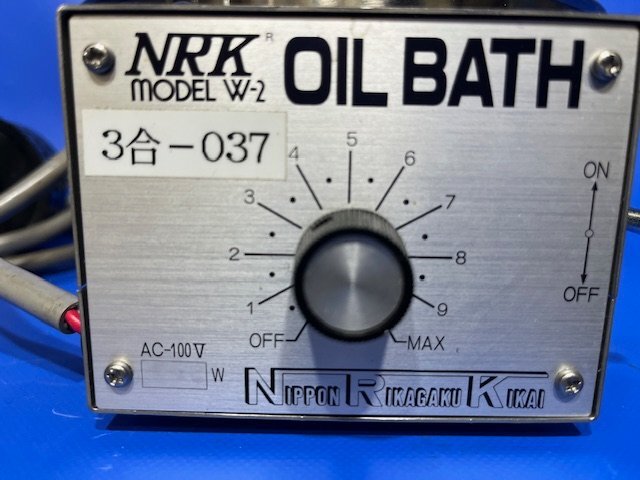 NRK® OIL BATH
MODEL W-2
3合-037
OFF 1 2 3 4 5 6 7 8 9 MAX
ON
OFF
AC-100V
W
NIPPON RIKAGAKU KIKAI